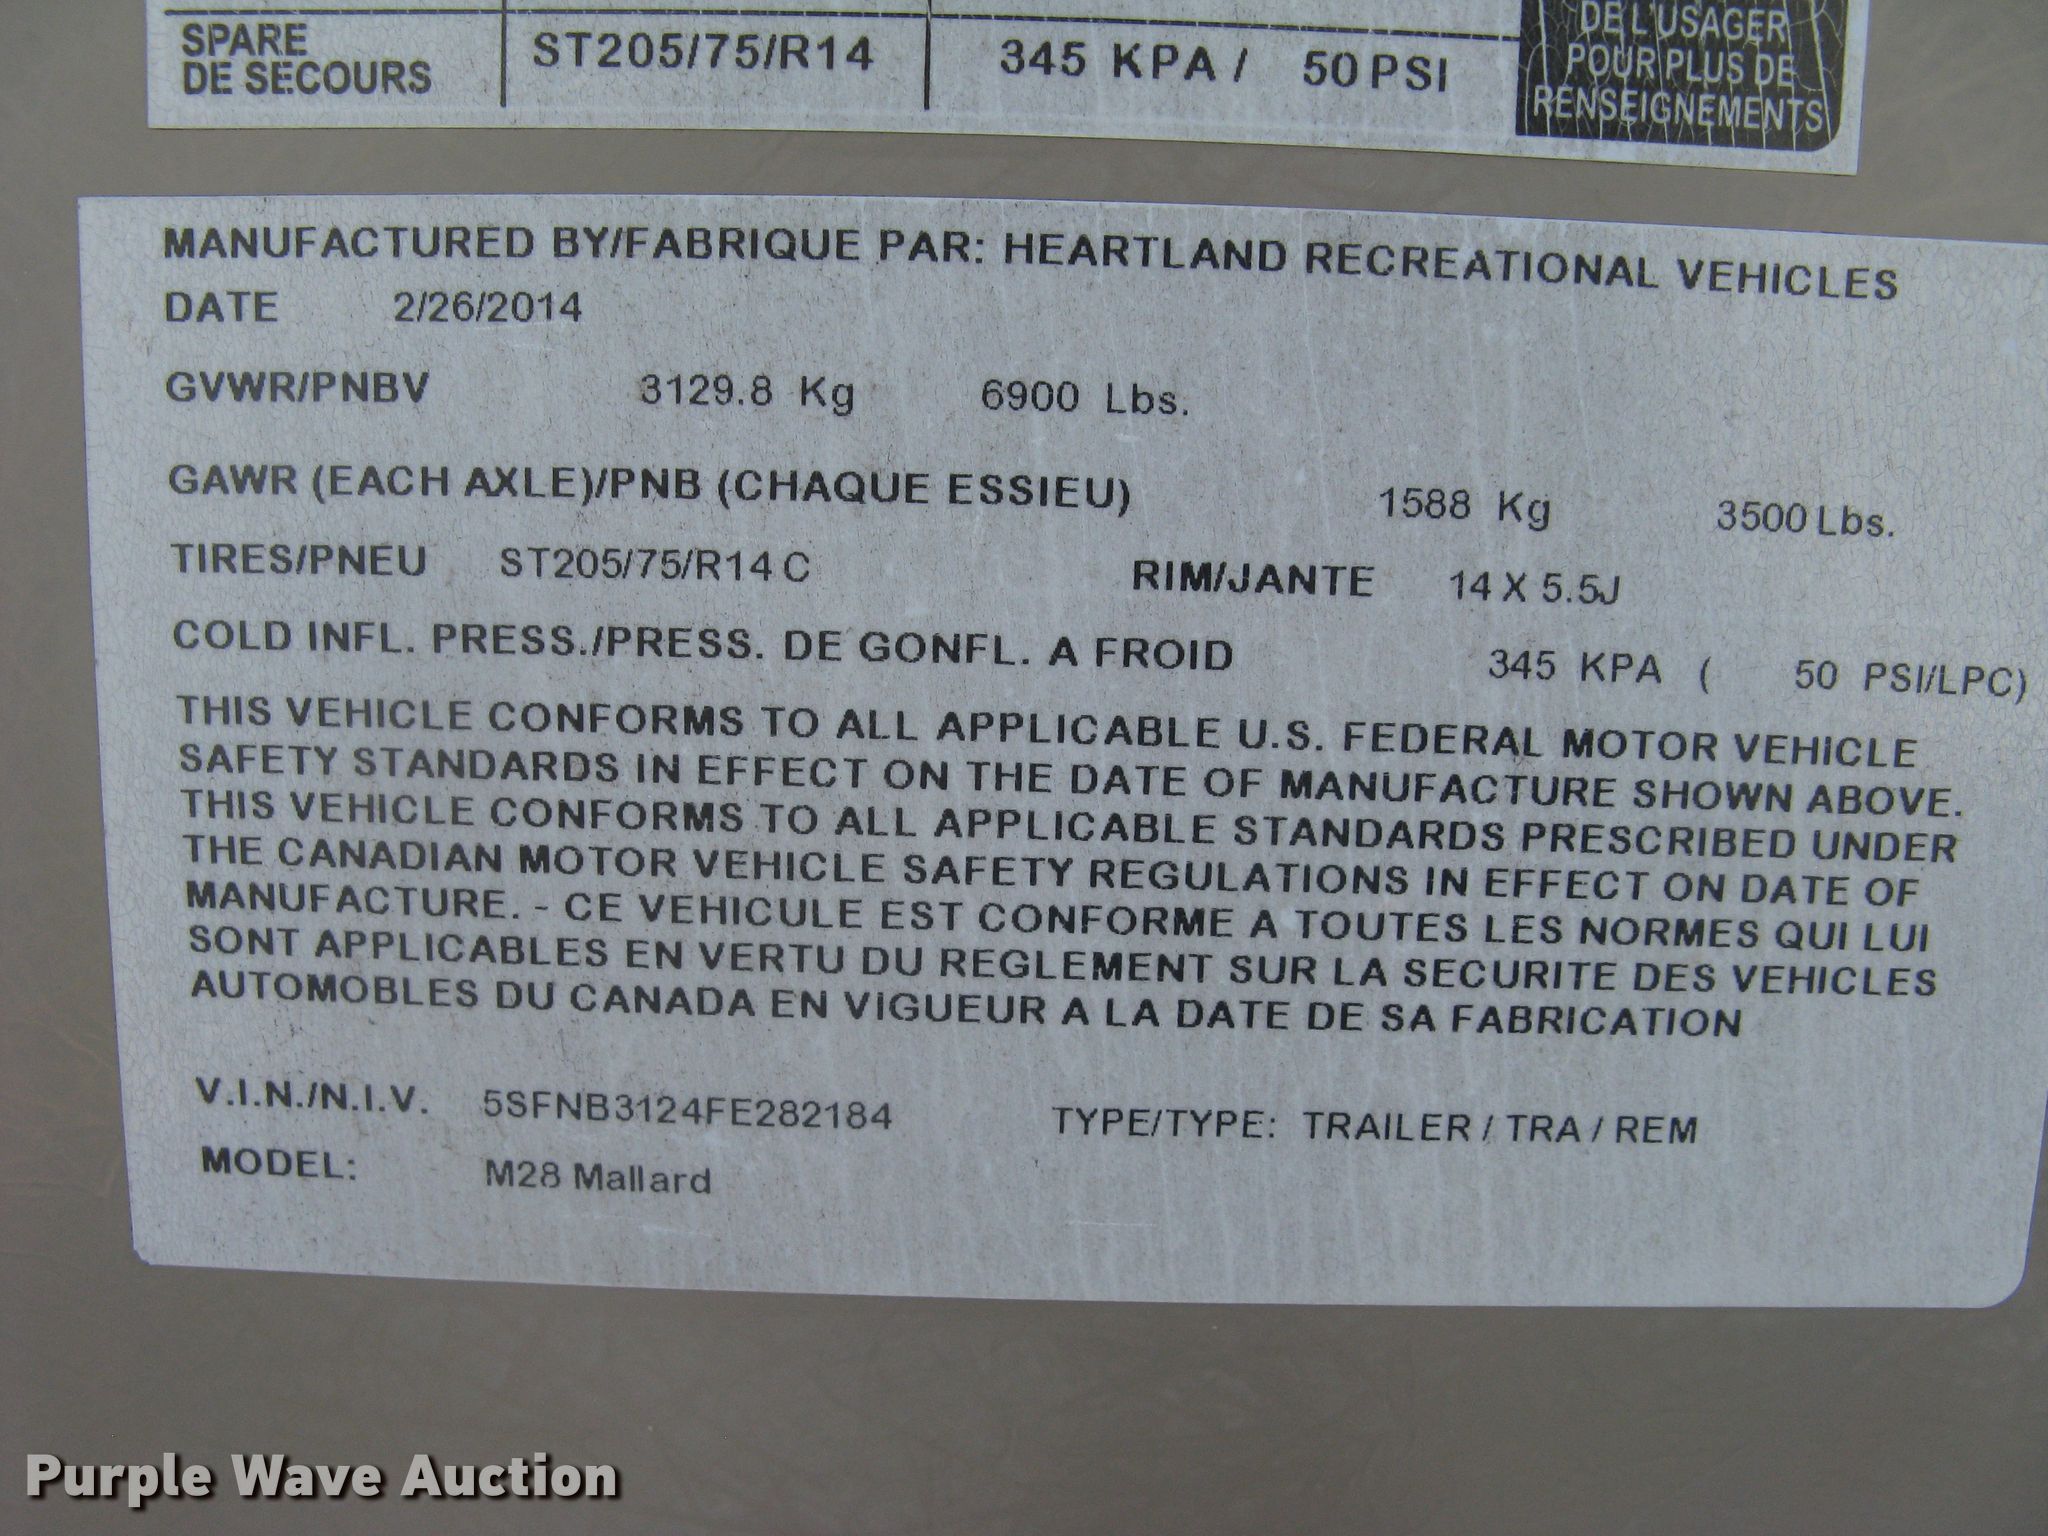 SPARE
DE SECOURS
ST205/75/R14
345 KPA / 50 PSI
DE L'USAGER
POUR PLUS DE
RENSEIGNEMENTS
MANUFACTURED BY/FABRIQUE PAR: HEARTLAND RECREATIONAL VEHICLES
DATE 2/26/2014
GVWR/PNBV 3129.8 Kg 6900 Lbs.
GAWR (EACH AXLE)/PNB (CHAQUE ESSIEU) 1588 Kg 3500 Lbs.
TIRES/PNEU ST205/75/R14 C RIM/JANTE 14 X 5.5J
COLD INFL. PRESS./PRESS. DE GONFL. A FROID 345 KPA ( 50 PSI/LPC)
THIS VEHICLE CONFORMS TO ALL APPLICABLE U.S. FEDERAL MOTOR VEHICLE
SAFETY STANDARDS IN EFFECT ON THE DATE OF MANUFACTURE SHOWN ABOVE.
THIS VEHICLE CONFORMS TO ALL APPLICABLE STANDARDS PRESCRIBED UNDER
THE CANADIAN MOTOR VEHICLE SAFETY REGULATIONS IN EFFECT ON DATE OF
MANUFACTURE. - CE VEHICULE EST CONFORME A TOUTES LES NORMES QUI LUI
SONT APPLICABLES EN VERTU DU REGLEMENT SUR LA SECURITE DES VEHICLES
AUTOMOBLES DU CANADA EN VIGUEUR A LA DATE DE SA FABRICATION
V.I.N./N.I.V. 5SFNB3124FE282184 TYPE/TYPE: TRAILER / TRA / REM
MODEL: M28 Mallard
Purple Wave Auction